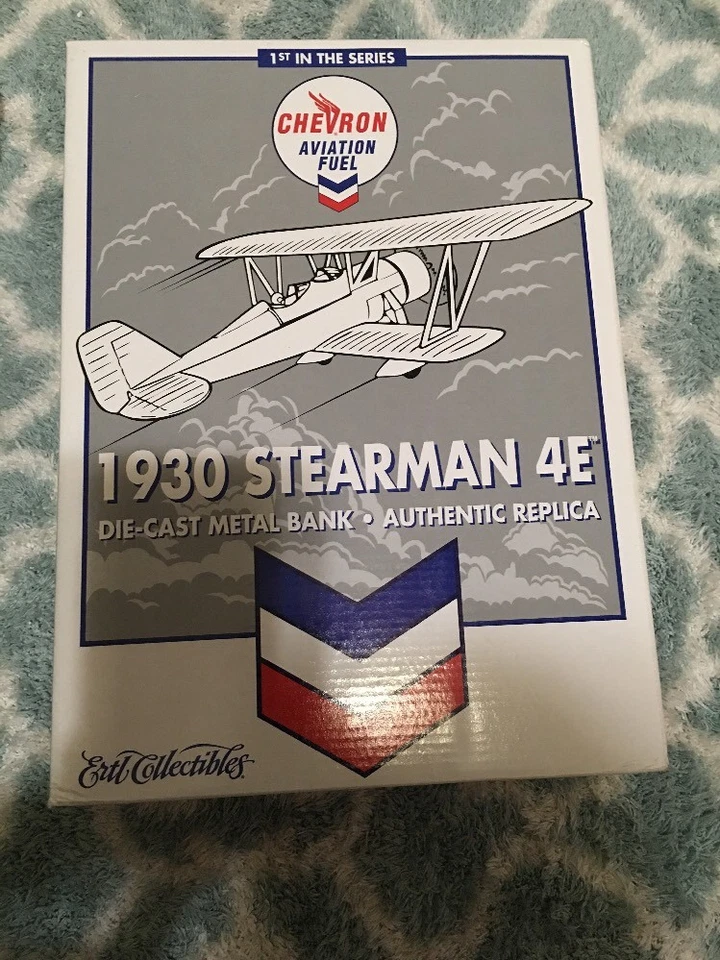 1ST IN THE SERIES
CHEVRON
AVIATION
FUEL
1930 STEARMAN 4E™
DIE-CAST METAL BANK • AUTHENTIC REPLICA
Ertl Collectibles